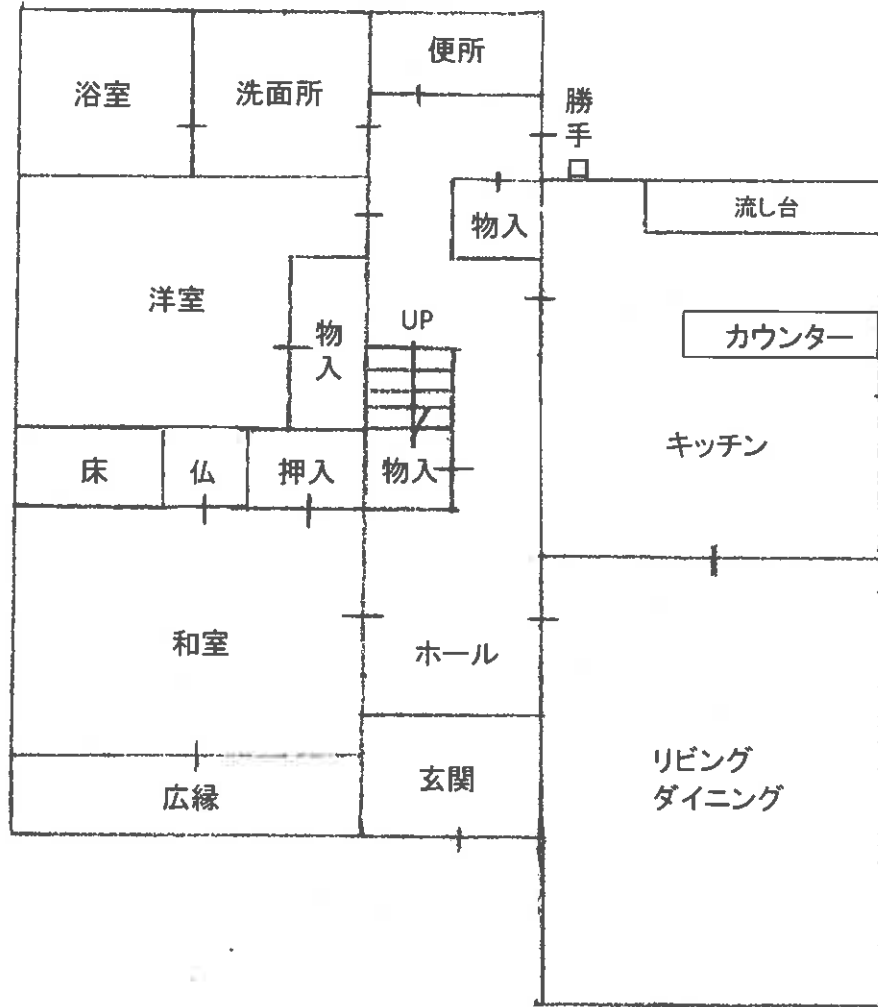 便所
浴室
洗面所
勝手
口
物入
流し台
洋室
物入
UP
カウンター
キッチン
床
仏
押入
物入
和室
ホール
リビング
ダイニング
広縁
玄関